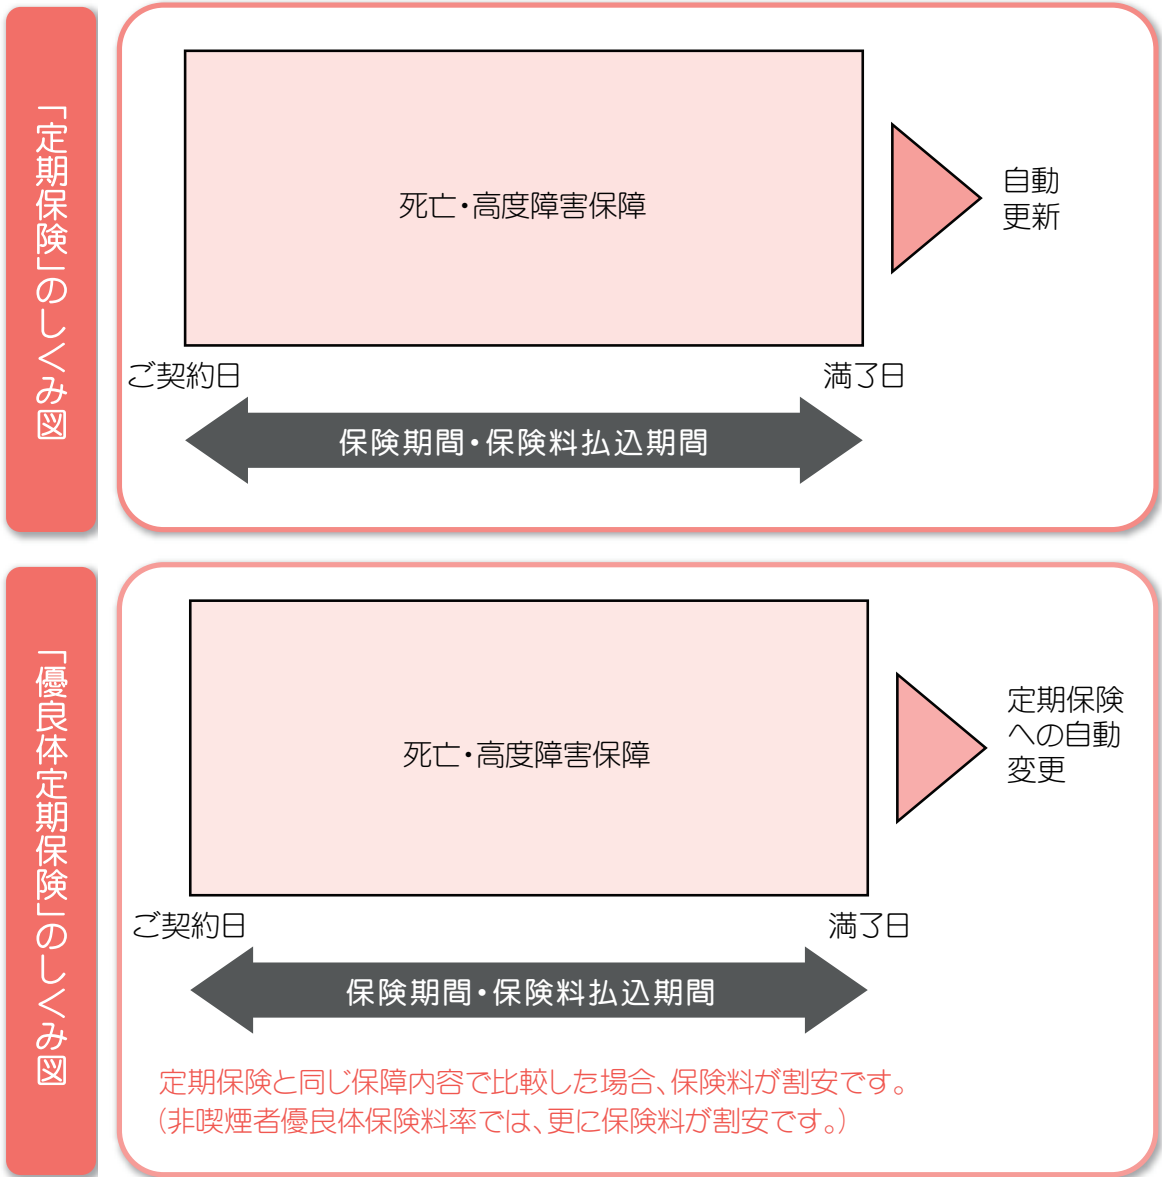 「定期保険」のしくみ図
死亡・高度障害保障
自動
更新
ご契約日
満了日
保険期間・保険料払込期間
「優良体定期保険」のしくみ図
死亡・高度障害保障
定期保険
への自動
変更
ご契約日
満了日
保険期間・保険料払込期間
定期保険と同じ保障内容で比較した場合、保険料が割安です。
(非喫煙者優良体保険料率では、更に保険料が割安です。)